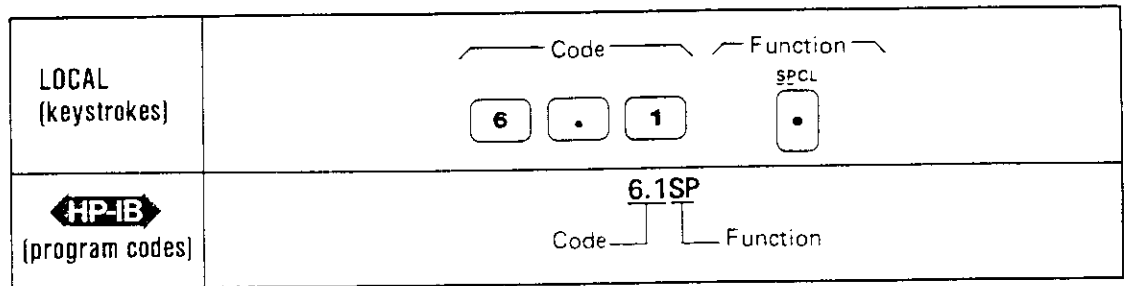 LOCAL
(keystrokes)
Code Function
SPCL
6 . 1 •
HP-IB
(program codes)
6.1SP
Code Function